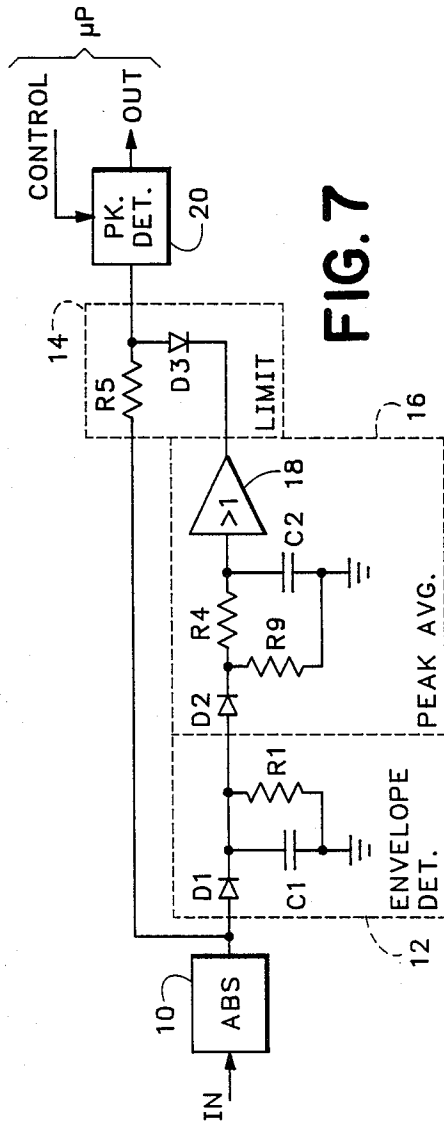 IN
10
ABS
12
ENVELOPE
DET.
D1
C1
R1
D2
R9
R4
C2
>1
18
PEAK AVG.
16
14
R5
D3
LIMIT
PK.
DET.
20
CONTROL
OUT
µP
FIG. 7